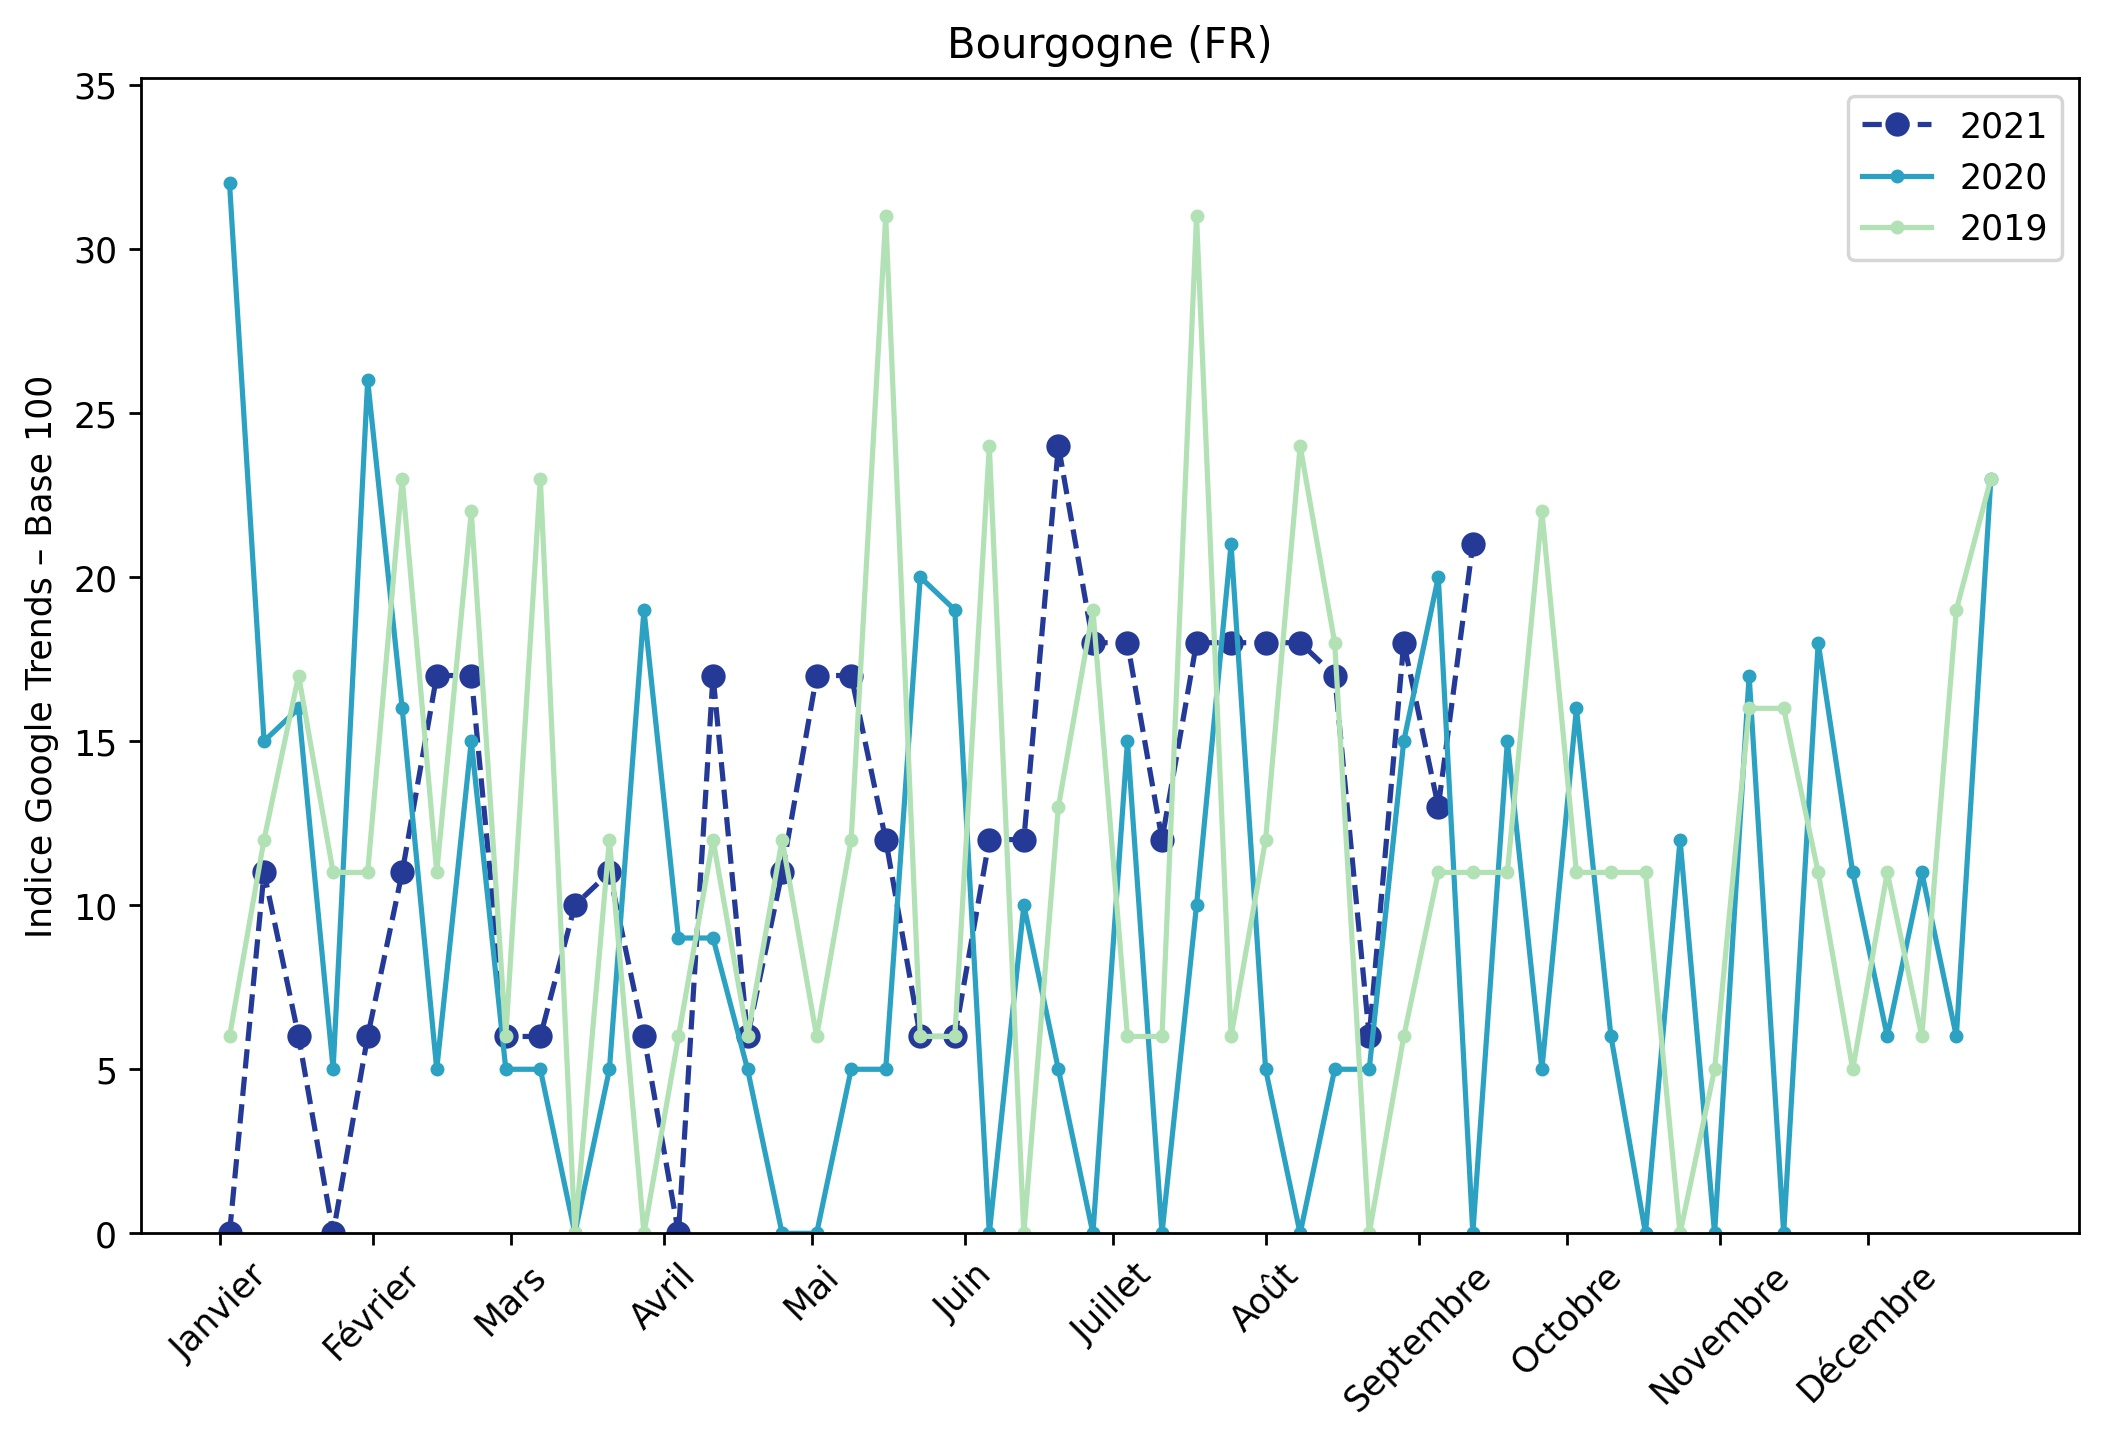 Bourgogne (FR)
Indice Google Trends – Base 100
35
30
25
20
15
10
5
0
2021
2020
2019
Janvier
Février
Mars
Avril
Mai
Juin
Juillet
Août
Septembre
Octobre
Novembre
Décembre